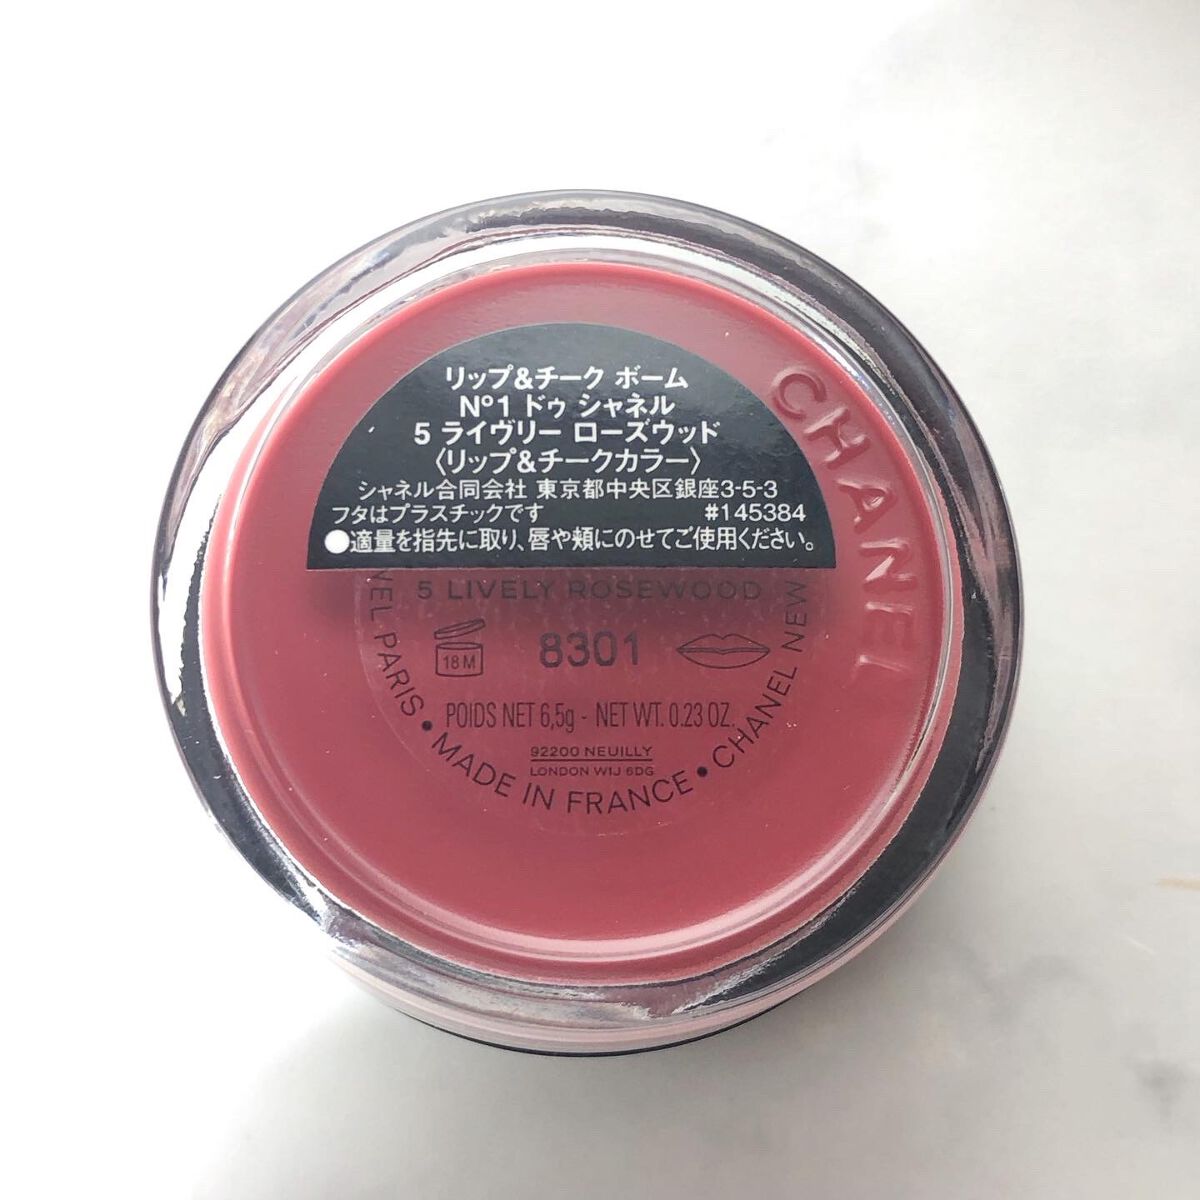 リップ&チーク ボーム
N°1 ドゥ シャネル
5 ライヴリー ローズウッド
〈リップ&チークカラー〉
シャネル合同会社 東京都中央区銀座3-5-3
フタはプラスチックです #145384
●適量を指先に取り、唇や頬にのせてご使用ください。
CHANEL
5 LIVELY ROSEWOOD
18 M
8301
POIDS NET 6,5g - NET WT. 0.23 OZ.
92200 NEUILLY
LONDON W1J 6DG
PARIS • MADE IN FRANCE • CHANEL NEW